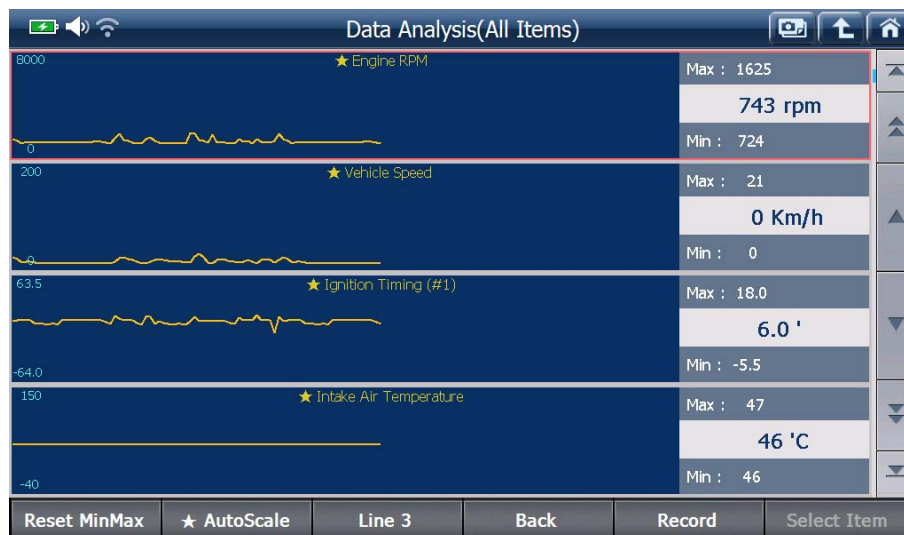 Data Analysis(All Items)
8000
★ Engine RPM
0
Max : 1625
743 rpm
Min : 724
200
★ Vehicle Speed
0
Max : 21
0 Km/h
Min : 0
63.5
★ Ignition Timing (#1)
-64.0
Max : 18.0
6.0 '
Min : -5.5
150
★ Intake Air Temperature
-40
Max : 47
46 'C
Min : 46
Reset MinMax
★ AutoScale
Line 3
Back
Record
Select Item